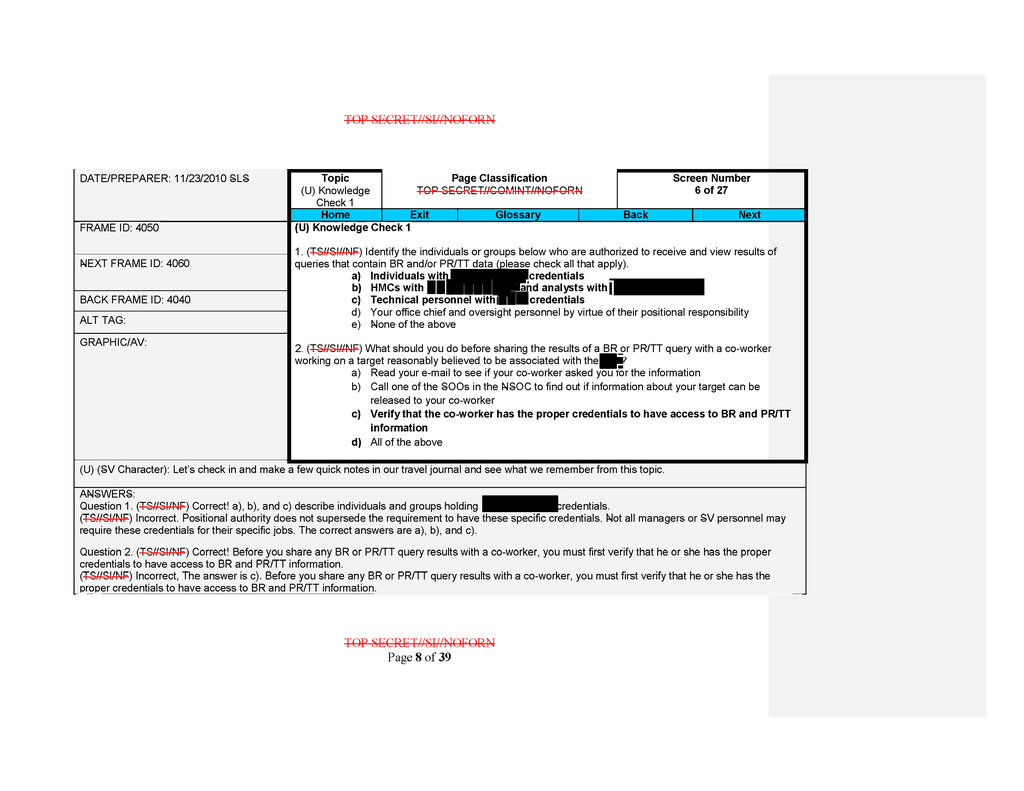 TOP SECRET//SI//NOFORN
DATE/PREPARER: 11/23/2010 SLS
Topic
(U) Knowledge
Check 1
Page Classification
TOP SECRET//COMINT//NOFORN
Screen Number
6 of 27
Home Exit Glossary Back Next
FRAME ID: 4050
NEXT FRAME ID: 4060
BACK FRAME ID: 4040
ALT TAG:
GRAPHIC/AV:
(U) Knowledge Check 1
1. (TS//SI//NF) Identify the individuals or groups below who are authorized to receive and view results of
queries that contain BR and/or PR/TT data (please check all that apply).
a) Individuals with credentials
b) HMCs with and analysts with
c) Technical personnel with credentials
d) Your office chief and oversight personnel by virtue of their positional responsibility
e) None of the above
2. (TS//SI//NF) What should you do before sharing the results of a BR or PR/TT query with a co-worker
working on a target reasonably believed to be associated with the ?
a) Read your e-mail to see if your co-worker asked you for the information
b) Call one of the SOOs in the NSOC to find out if information about your target can be
released to your co-worker
c) Verify that the co-worker has the proper credentials to have access to BR and PR/TT
information
d) All of the above
(U) (SV Character): Let's check in and make a few quick notes in our travel journal and see what we remember from this topic.
ANSWERS:
Question 1. (TS//SI/NF) Correct! a), b), and c) describe individuals and groups holding credentials.
(TS//SI/NF) Incorrect. Positional authority does not supersede the requirement to have these specific credentials. Not all managers or SV personnel may
require these credentials for their specific jobs. The correct answers are a), b), and c).
Question 2. (TS//SI/NF) Correct! Before you share any BR or PR/TT query results with a co-worker, you must first verify that he or she has the proper
credentials to have access to BR and PR/TT information.
(TS//SI/NF) Incorrect, The answer is c). Before you share any BR or PR/TT query results with a co-worker, you must first verify that he or she has the
proper credentials to have access to BR and PR/TT information.
TOP SECRET//SI//NOFORN
Page 8 of 39